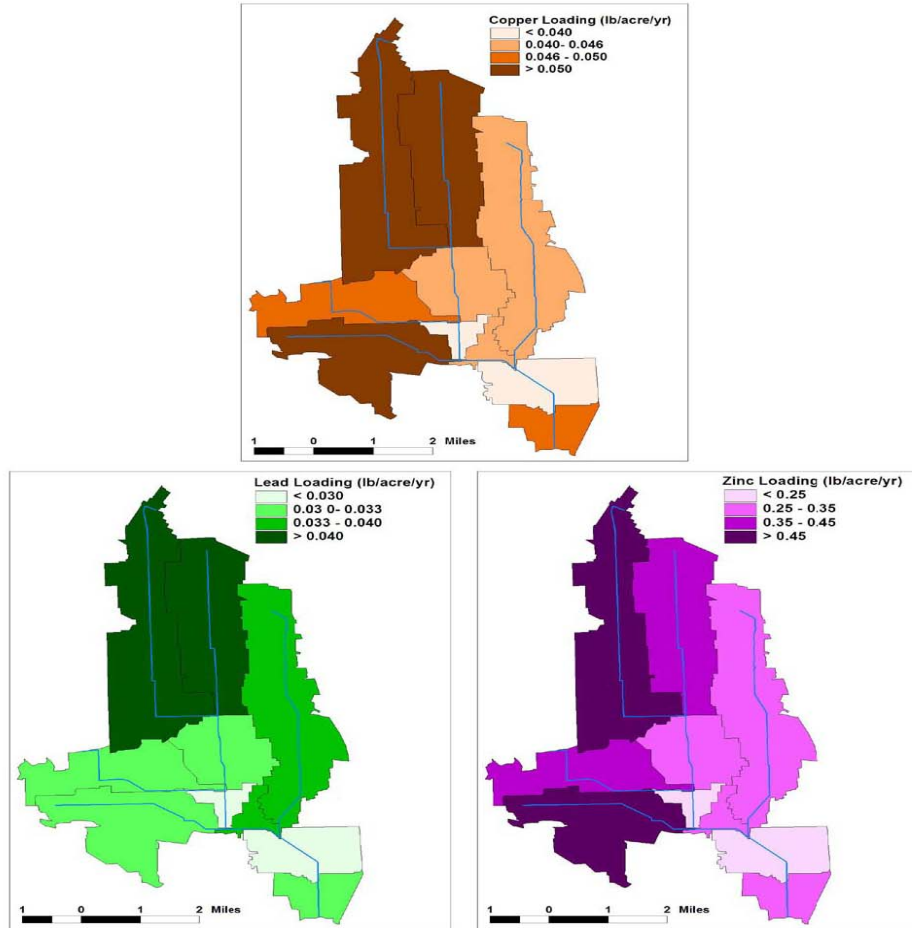 Copper Loading (lb/acre/yr)
< 0.040
0.040- 0.046
0.046 - 0.050
> 0.050
1 0 1 2 Miles
Lead Loading (lb/acre/yr)
< 0.030
0.03 0- 0.033
0.033 - 0.040
> 0.040
1 0 1 2 Miles
Zinc Loading (lb/acre/yr)
< 0.25
0.25 - 0.35
0.35 - 0.45
> 0.45
1 0 1 2 Miles